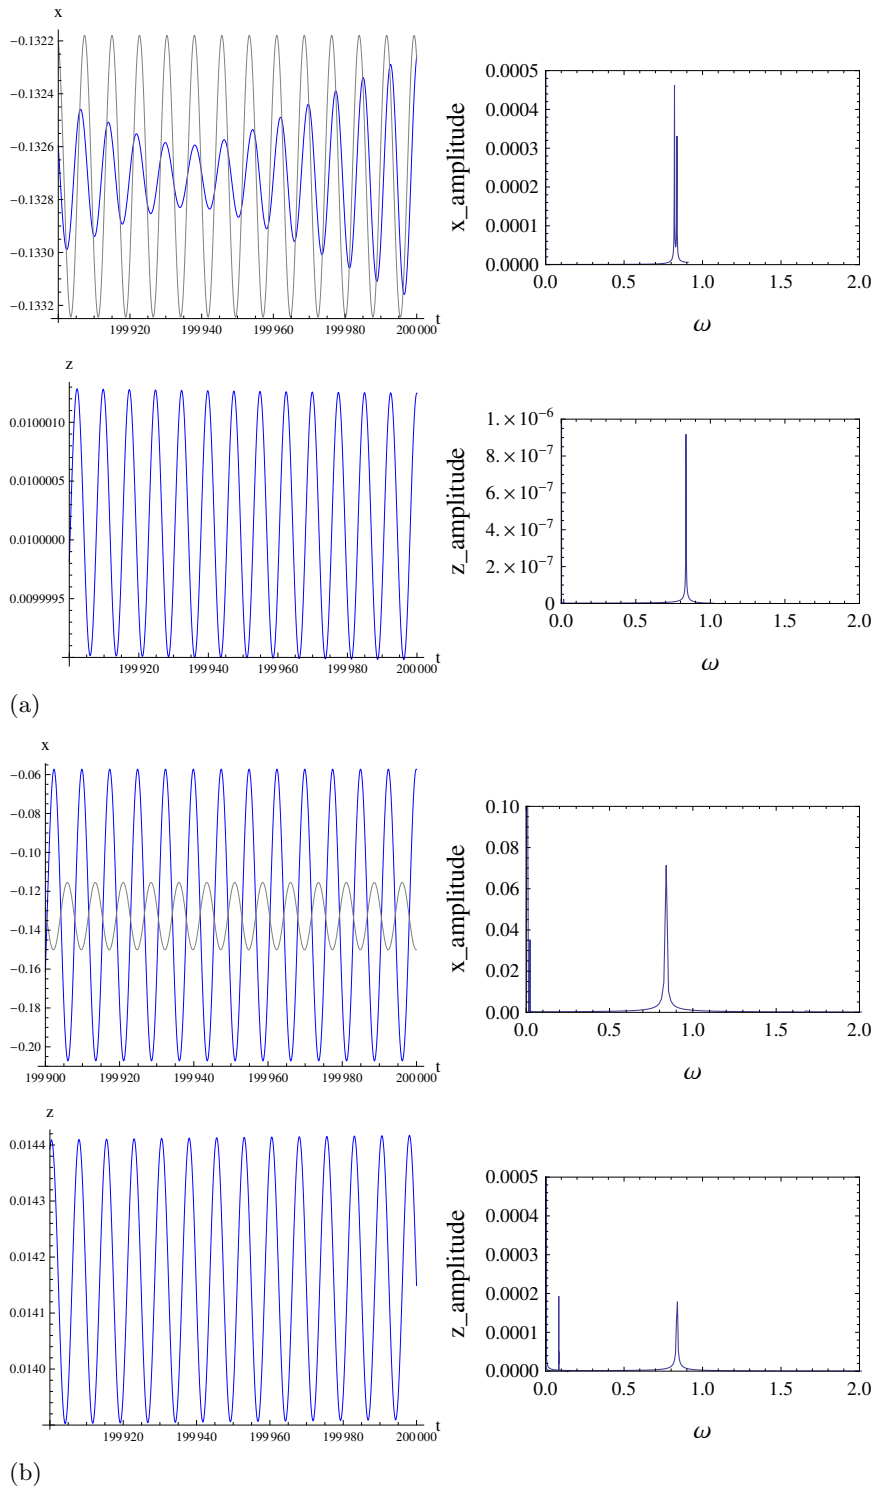 x
−0.1322
−0.1324
−0.1326
−0.1328
−0.1330
−0.1332
199920 199940 199960 199980 200000 t
x_amplitude
0.0005
0.0004
0.0003
0.0002
0.0001
0.0000
0.0 0.5 1.0 1.5 2.0
ω
z
0.0100010
0.0100005
0.0100000
0.0099995
199920 199940 199960 199980 200000 t
z_amplitude
1.×10⁻⁶
8.×10⁻⁷
6.×10⁻⁷
4.×10⁻⁷
2.×10⁻⁷
0
0.0 0.5 1.0 1.5 2.0
ω
(a)
x
−0.06
−0.08
−0.10
−0.12
−0.14
−0.16
−0.18
−0.20
199900 199920 199940 199960 199980 200000 t
x_amplitude
0.10
0.08
0.06
0.04
0.02
0.00
0.0 0.5 1.0 1.5 2.0
ω
z
0.0144
0.0143
0.0142
0.0141
0.0140
199920 199940 199960 199980 200000 t
z_amplitude
0.0005
0.0004
0.0003
0.0002
0.0001
0.0000
0.0 0.5 1.0 1.5 2.0
ω
(b)